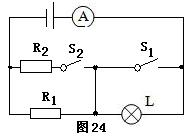 A
R₂ S₂ S₁
R₁ L
图24